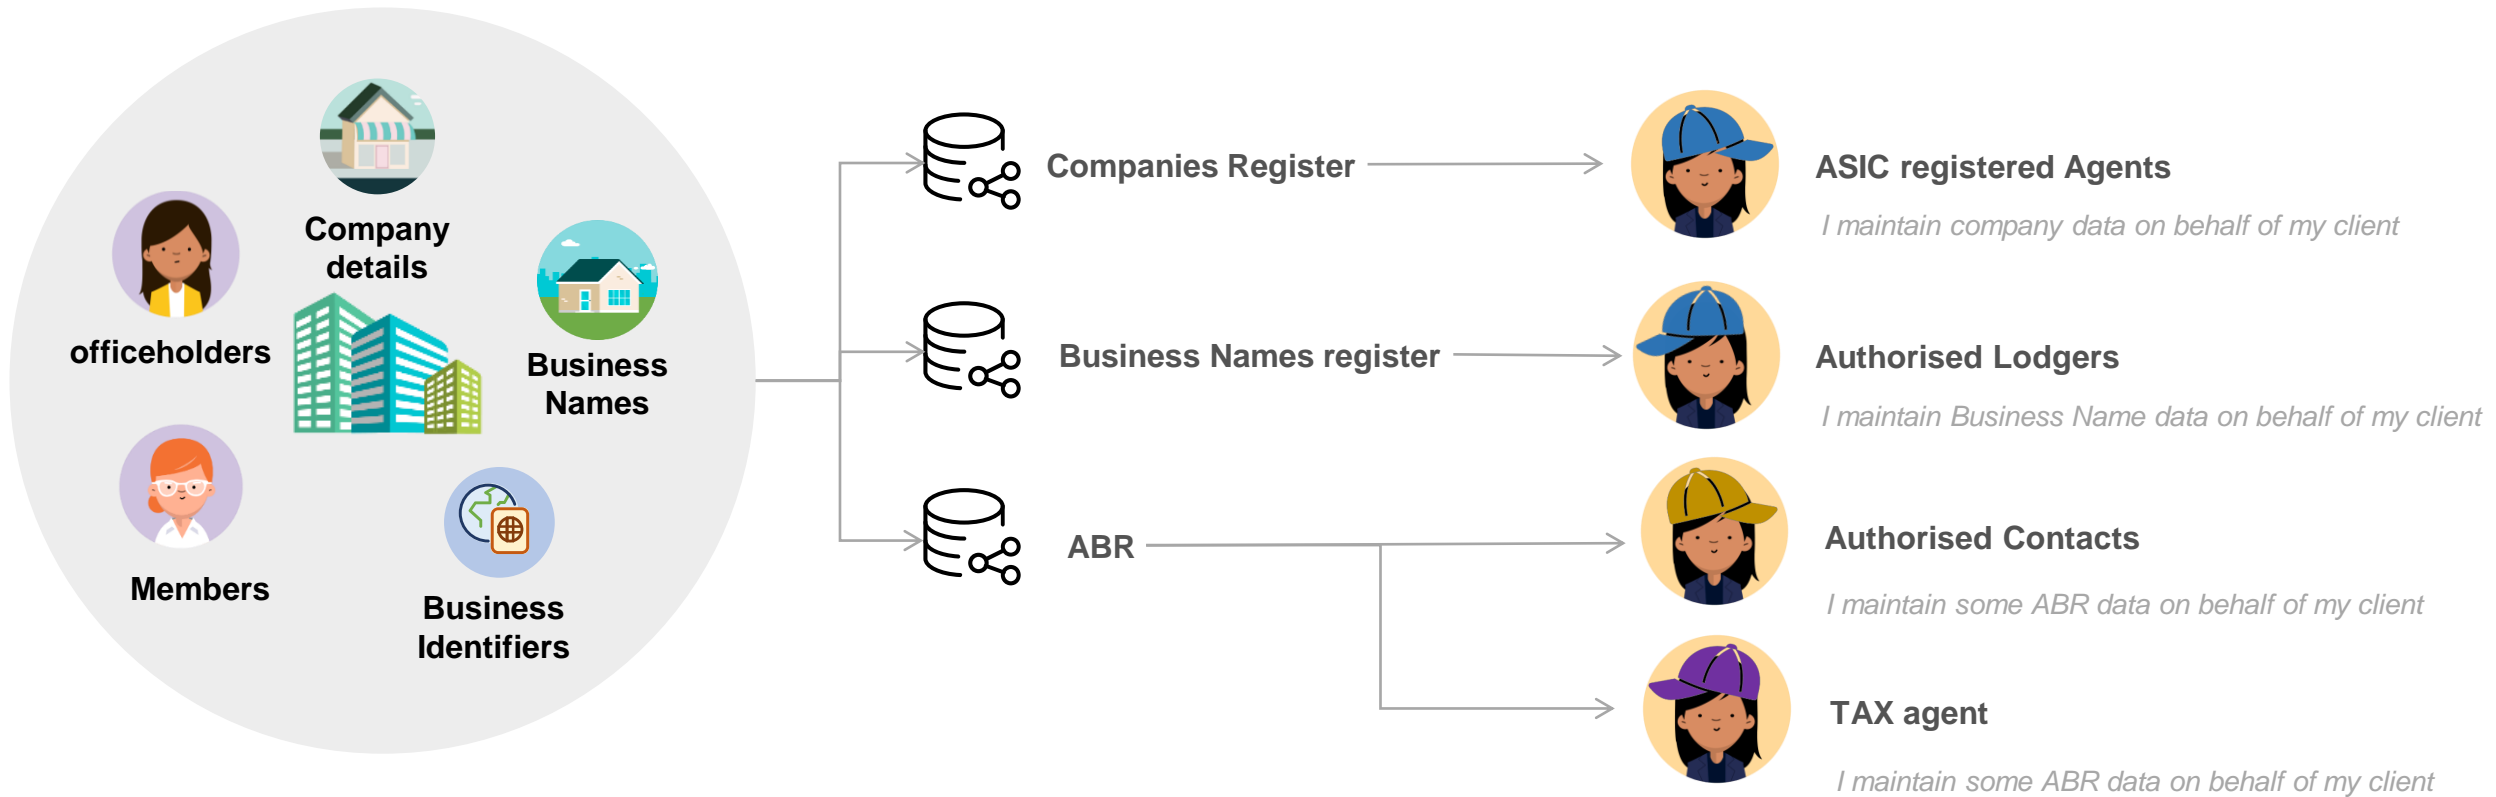 Company
details
officeholders
Business
Names
Members
Business
Identifiers
Companies Register
Business Names register
ABR
ASIC registered Agents
I maintain company data on behalf of my client
Authorised Lodgers
I maintain Business Name data on behalf of my client
Authorised Contacts
I maintain some ABR data on behalf of my client
TAX agent
I maintain some ABR data on behalf of my client